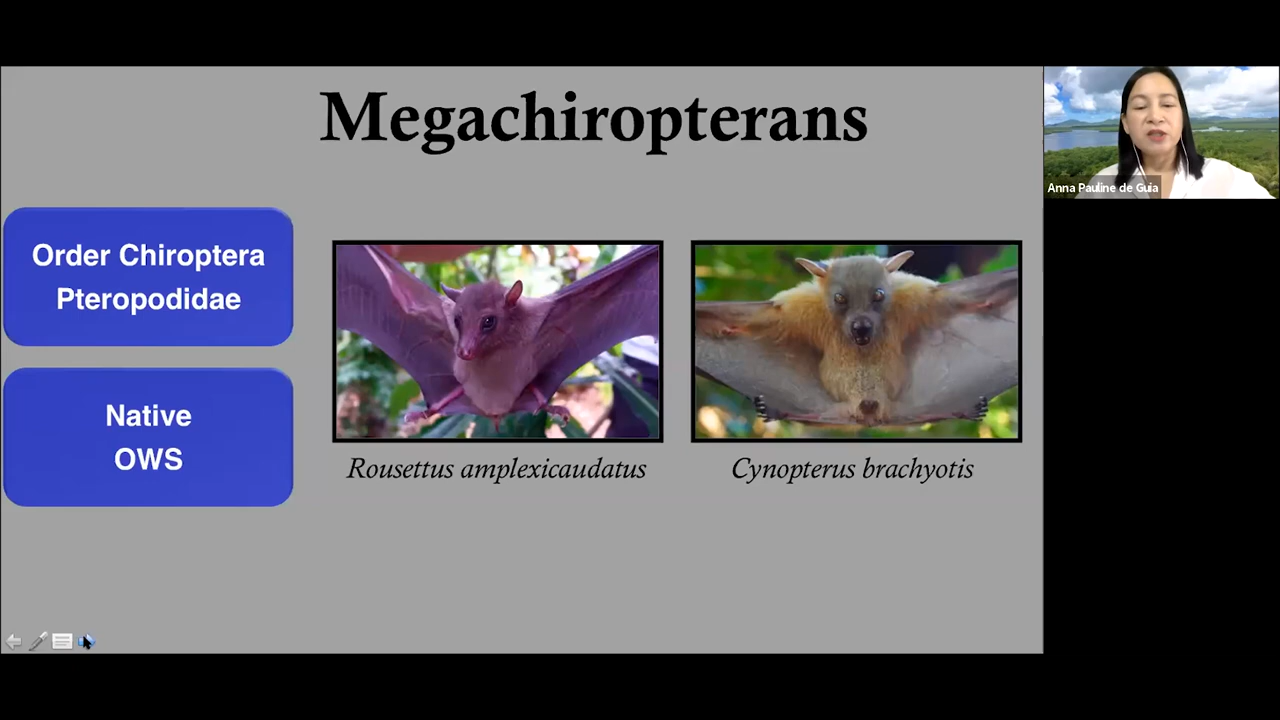 Megachiropterans
Order Chiroptera
Pteropodidae
Native
OWS
Rousettus amplexicaudatus
Cynopterus brachyotis
Anna Pauline de Guia